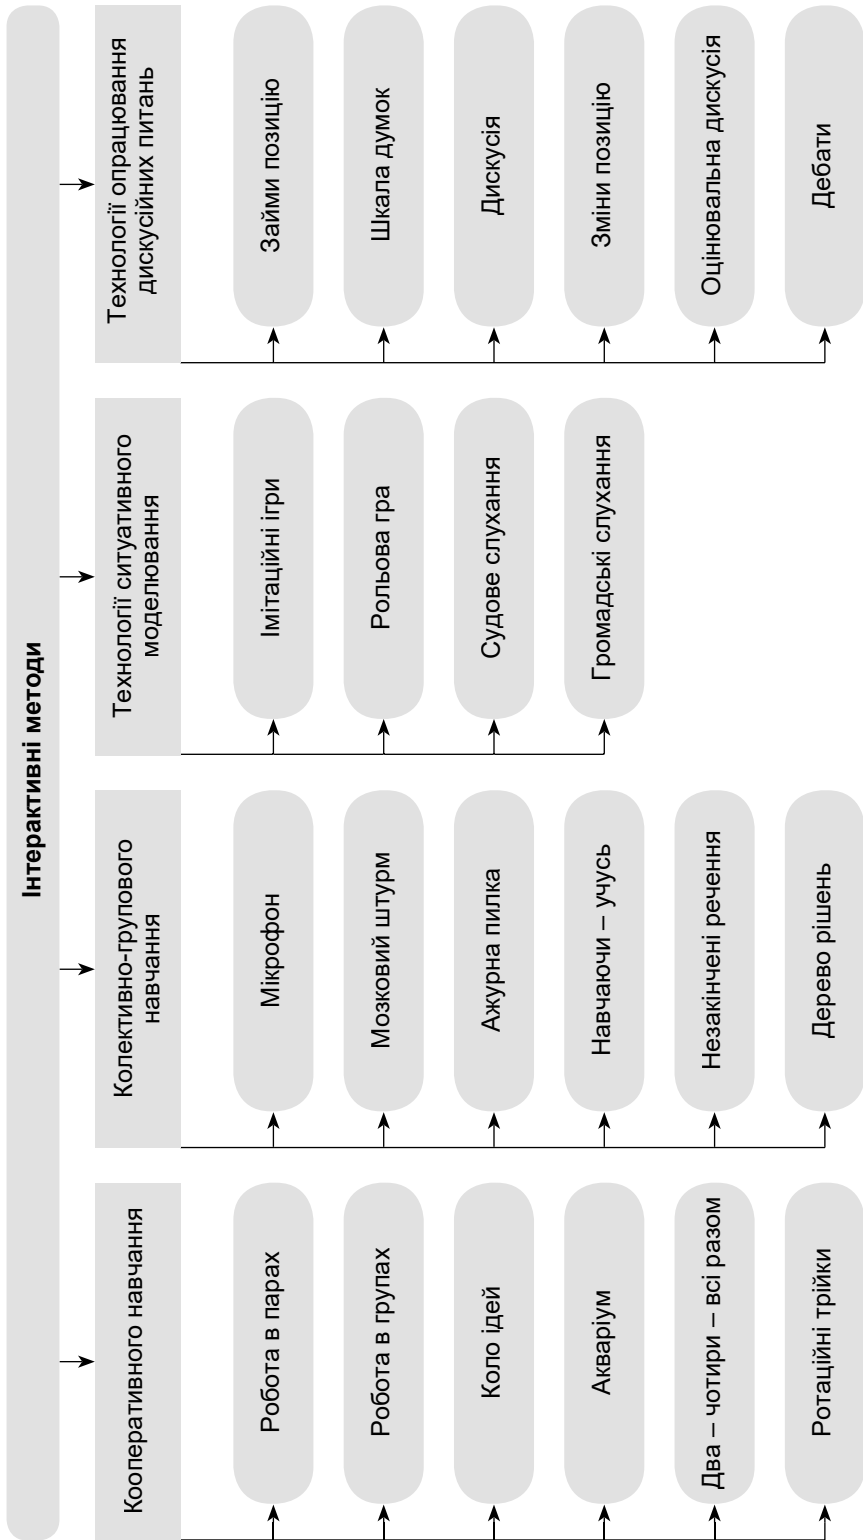 Інтерактивні методи
Кооперативного навчання
Робота в парах
Робота в групах
Коло ідей
Акваріум
Два – чотири – всі разом
Ротаційні трійки
Колективно-групового
навчання
Мікрофон
Мозковий штурм
Ажурна пилка
Навчаючи – учусь
Незакінчені речення
Дерево рішень
Технології ситуативного
моделювання
Імітаційні ігри
Рольова гра
Судове слухання
Громадські слухання
Технології опрацювання
дискусійних питань
Займи позицію
Шкала думок
Дискусія
Зміни позицію
Оцінювальна дискусія
Дебати